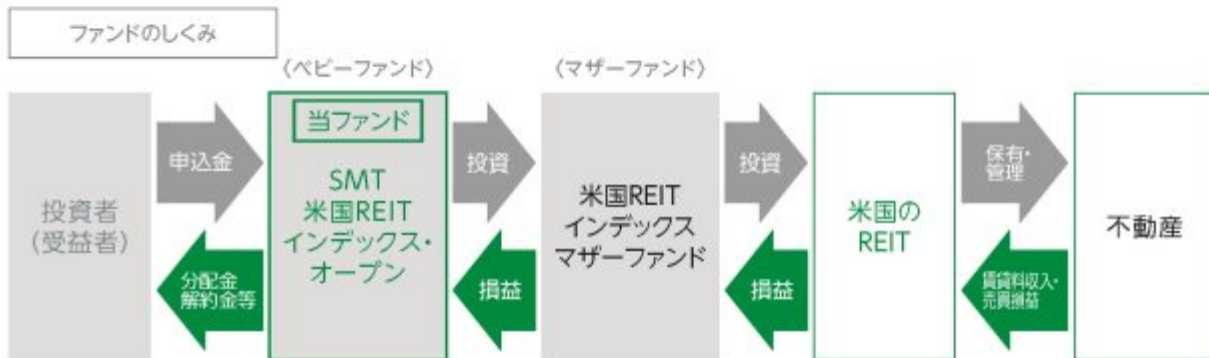 ファンドのしくみ
〈ベビーファンド〉
〈マザーファンド〉
投資者
(受益者)
申込金
分配金
解約金等
当ファンド
SMT
米国REIT
インデックス・
オープン
投資
損益
米国REIT
インデックス
マザーファンド
投資
損益
米国の
REIT
保有・
管理
賃貸料収入・
売買損益
不動産